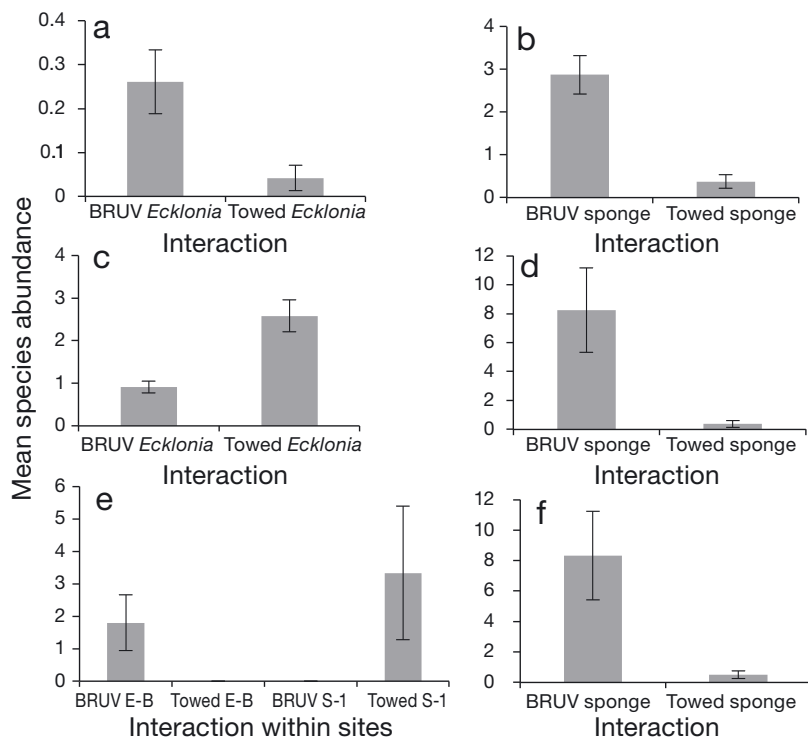 Mean species abundance
a
0.4
0.3
0.2
0.1
0
BRUV Ecklonia Towed Ecklonia
Interaction
b
4
3
2
1
0
BRUV sponge Towed sponge
Interaction
c
4
3
2
1
0
BRUV Ecklonia Towed Ecklonia
Interaction
d
12
10
8
6
4
2
0
BRUV sponge Towed sponge
Interaction
e
6
5
4
3
2
1
0
BRUV E-B Towed E-B BRUV S-1 Towed S-1
Interaction within sites
f
12
10
8
6
4
2
0
BRUV sponge Towed sponge
Interaction